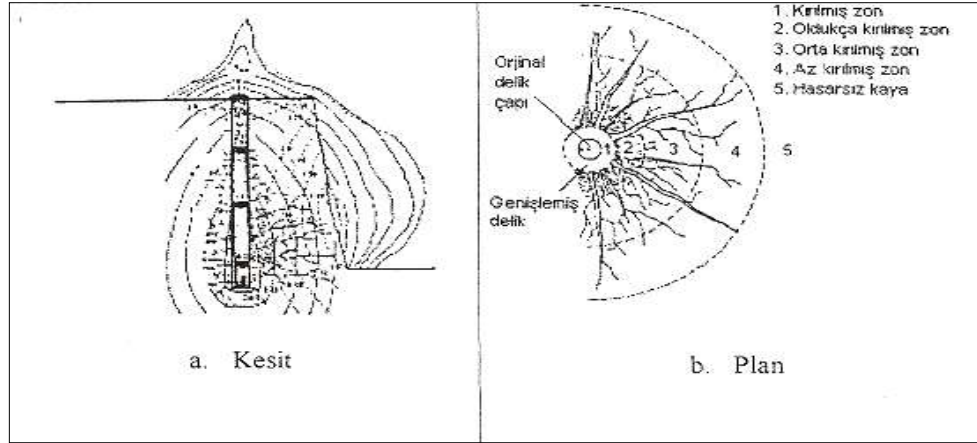 Orjinal
delik
çapı
Genişlemiş
delik
1. Kırılmış zon
2. Oldukça kırılmış zon
3. Orta kırılmış zon
4. Az kırılmış zon
5. Hasarsız kaya
1
2
3
4
5
a. Kesit
b. Plan